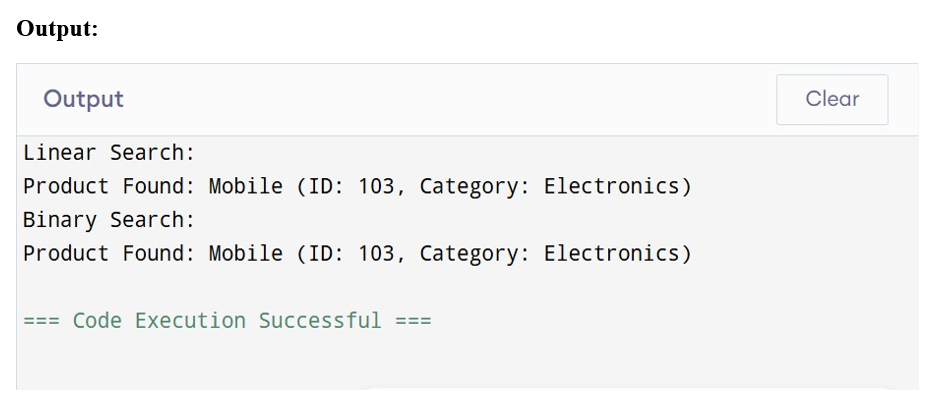 Output:
Output
Clear
Linear Search:
Product Found: Mobile (ID: 103, Category: Electronics)
Binary Search:
Product Found: Mobile (ID: 103, Category: Electronics)
=== Code Execution Successful ===